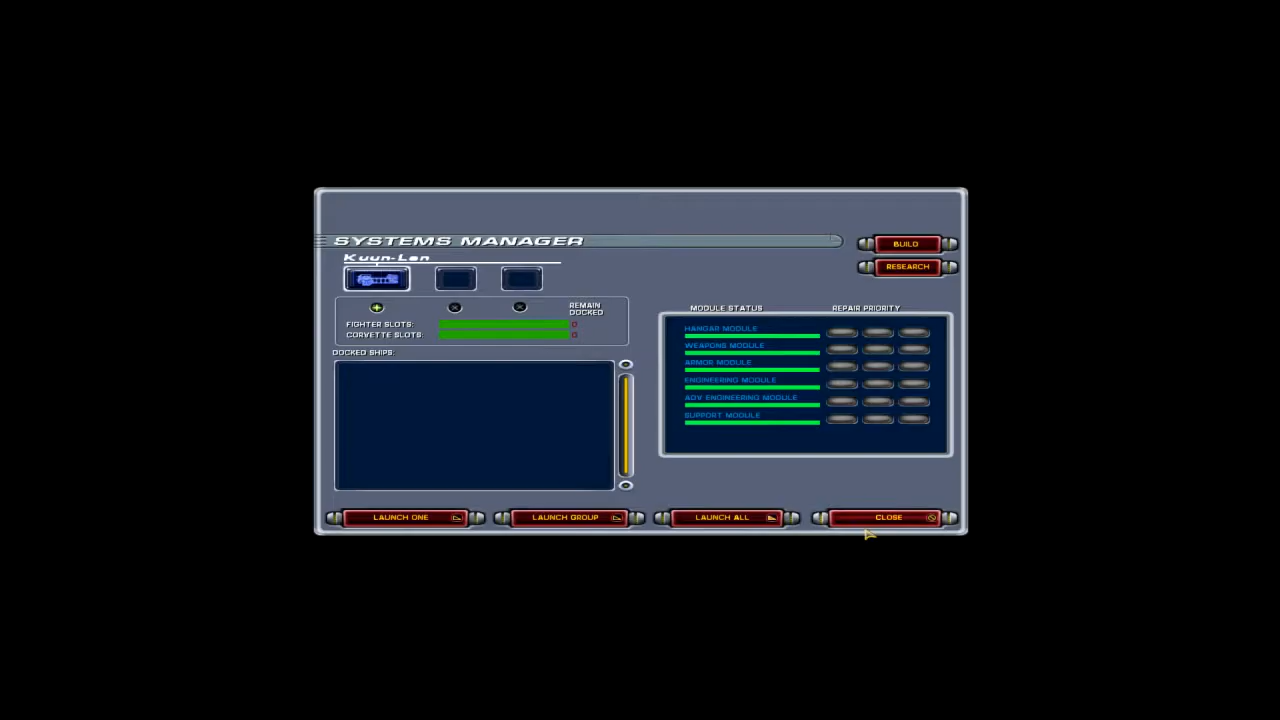 SYSTEMS MANAGER
BUILD
Kuun-Lan
RESEARCH
REMAIN
DOCKED
MODULE STATUS
REPAIR PRIORITY
FIGHTER SLOTS:
0
CORVETTE SLOTS:
0
HANGAR MODULE
WEAPONS MODULE
ARMOR MODULE
ENGINEERING MODULE
ADV ENGINEERING MODULE
SUPPORT MODULE
DOCKED SHIPS:
LAUNCH ONE
LAUNCH GROUP
LAUNCH ALL
CLOSE